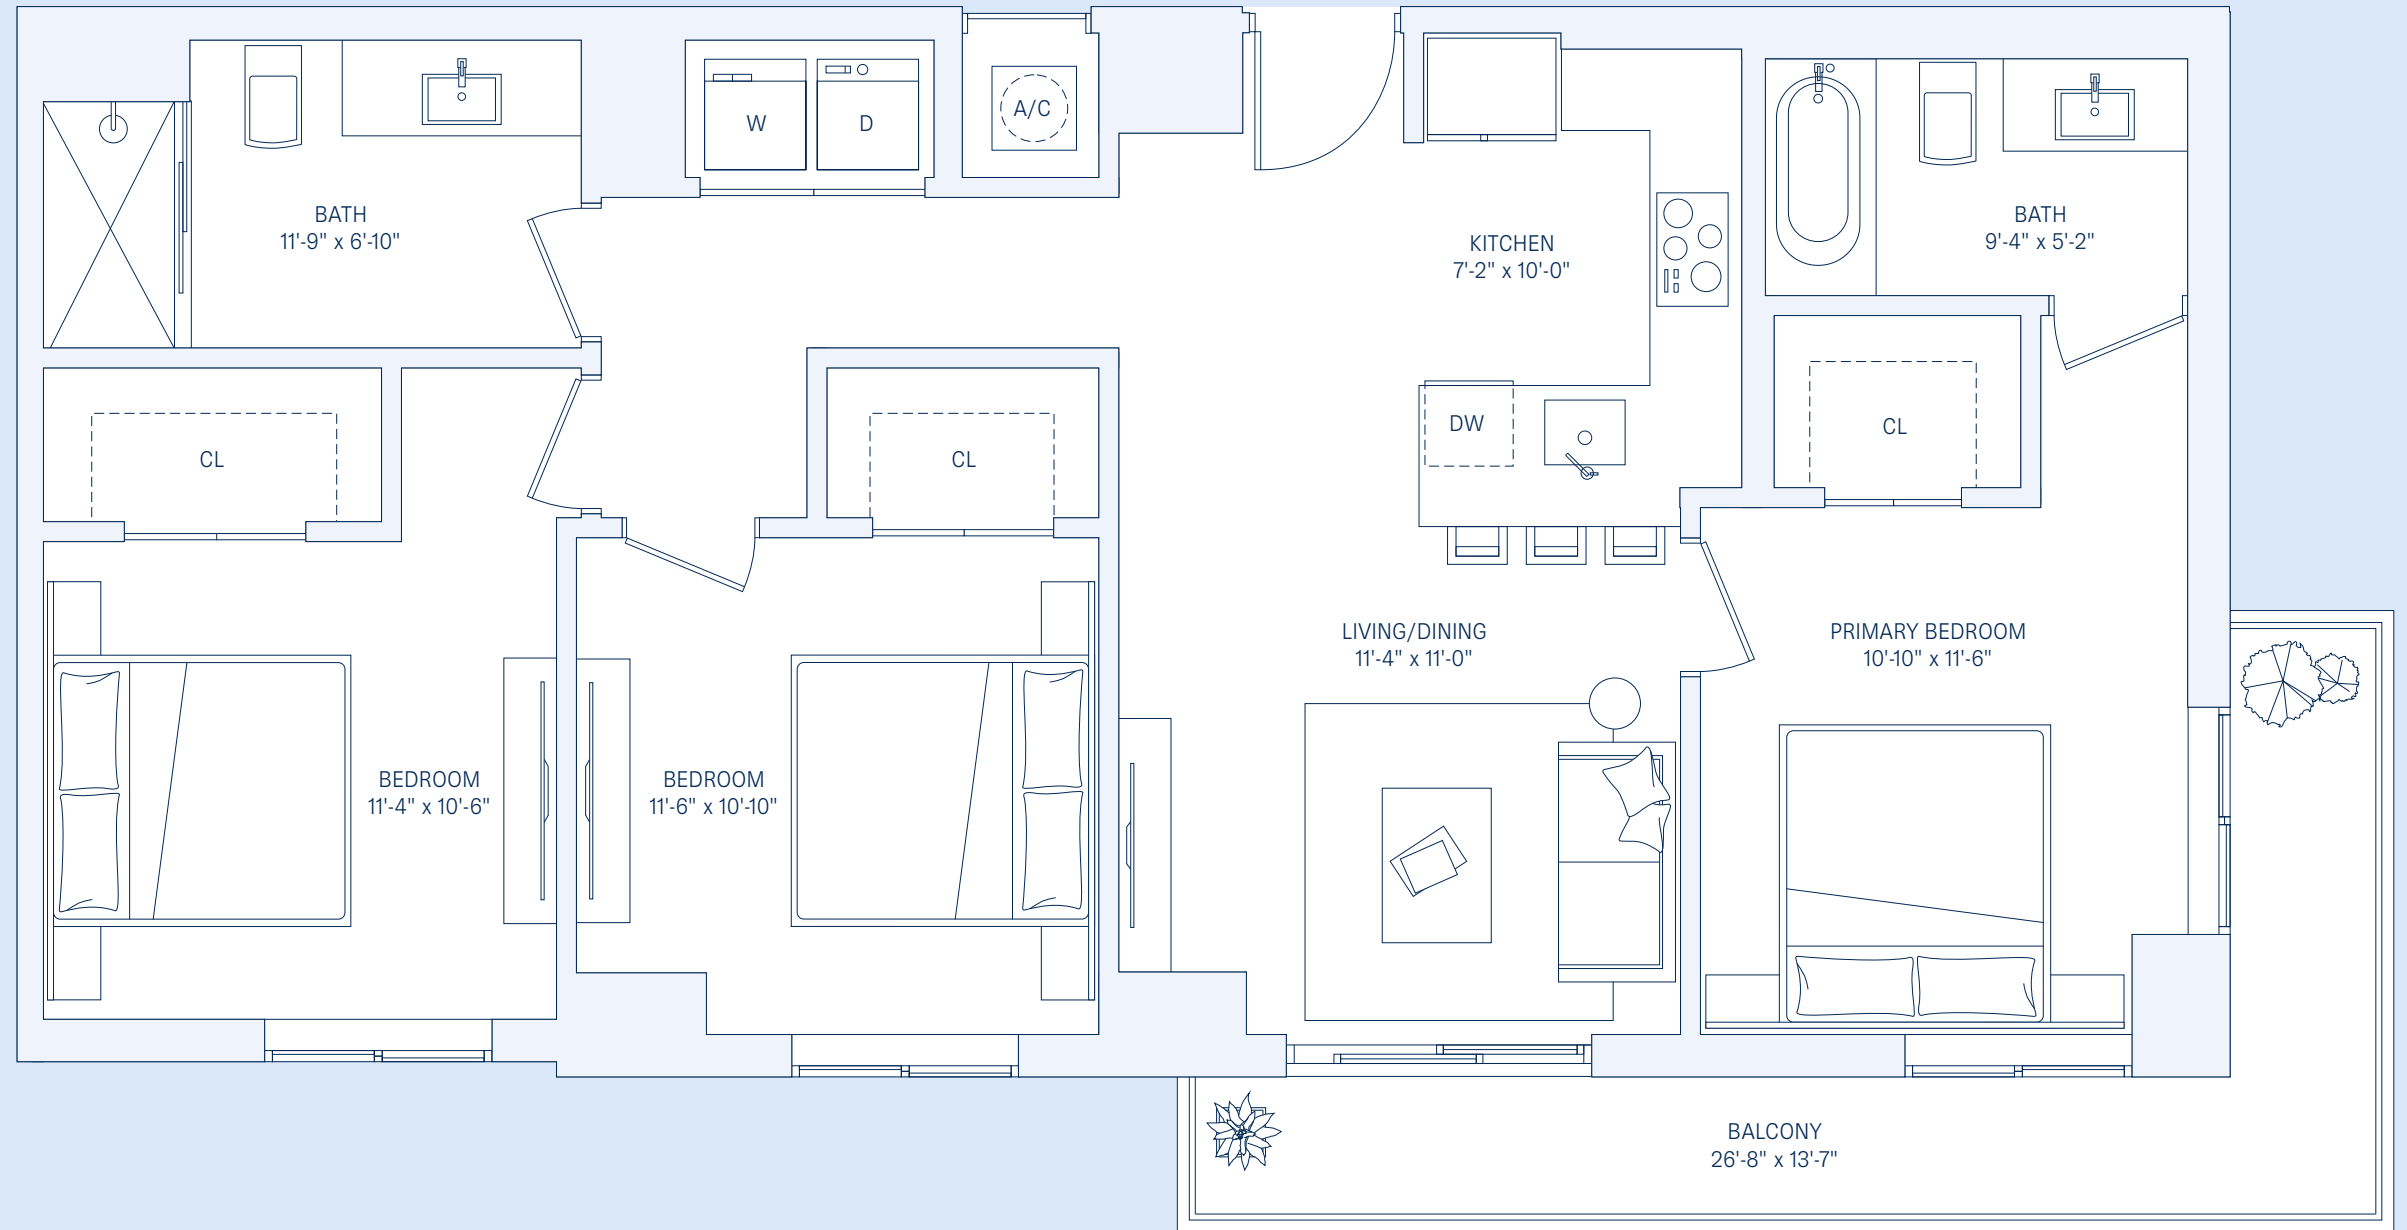 W
D
A/C
BATH
11'-9" x 6'-10"
KITCHEN
7'-2" x 10'-0"
BATH
9'-4" x 5'-2"
CL
CL
DW
CL
LIVING/DINING
11'-4" x 11'-0"
PRIMARY BEDROOM
10'-10" x 11'-6"
BEDROOM
11'-4" x 10'-6"
BEDROOM
11'-6" x 10'-10"
BALCONY
26'-8" x 13'-7"